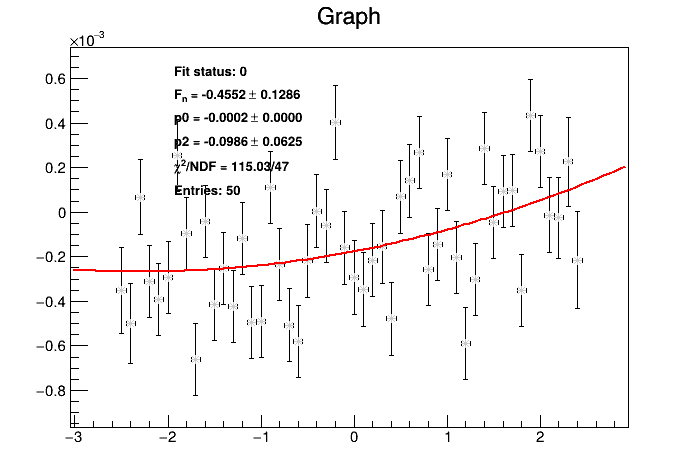 Graph
×10⁻³
Fit status: 0
Fn = -0.4552 ± 0.1286
p0 = -0.0002 ± 0.0000
p2 = -0.0986 ± 0.0625
χ²/NDF = 115.03/47
Entries: 50
0.6
0.4
0.2
0
−0.2
−0.4
−0.6
−0.8
−3 −2 −1 0 1 2